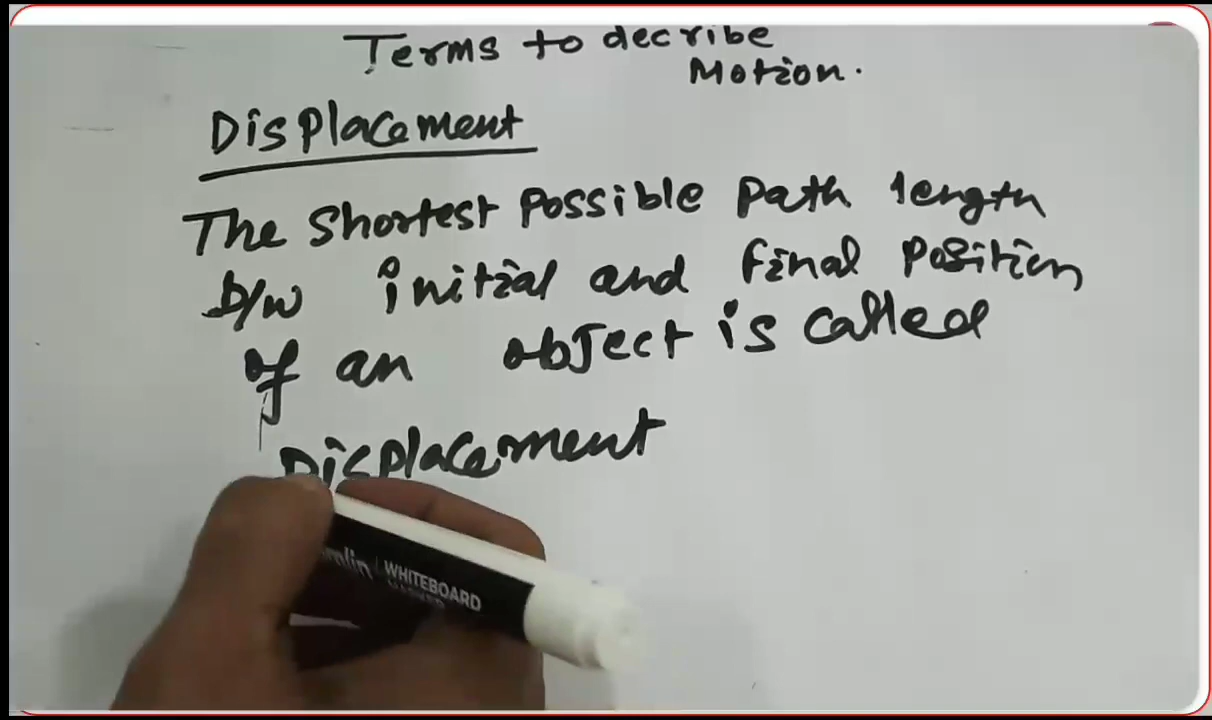 Terms to decribe
Motion.
Displacement
The shortest possible path length
b/w initial and final position
of an object is called
Displacement
WHITEBOARD